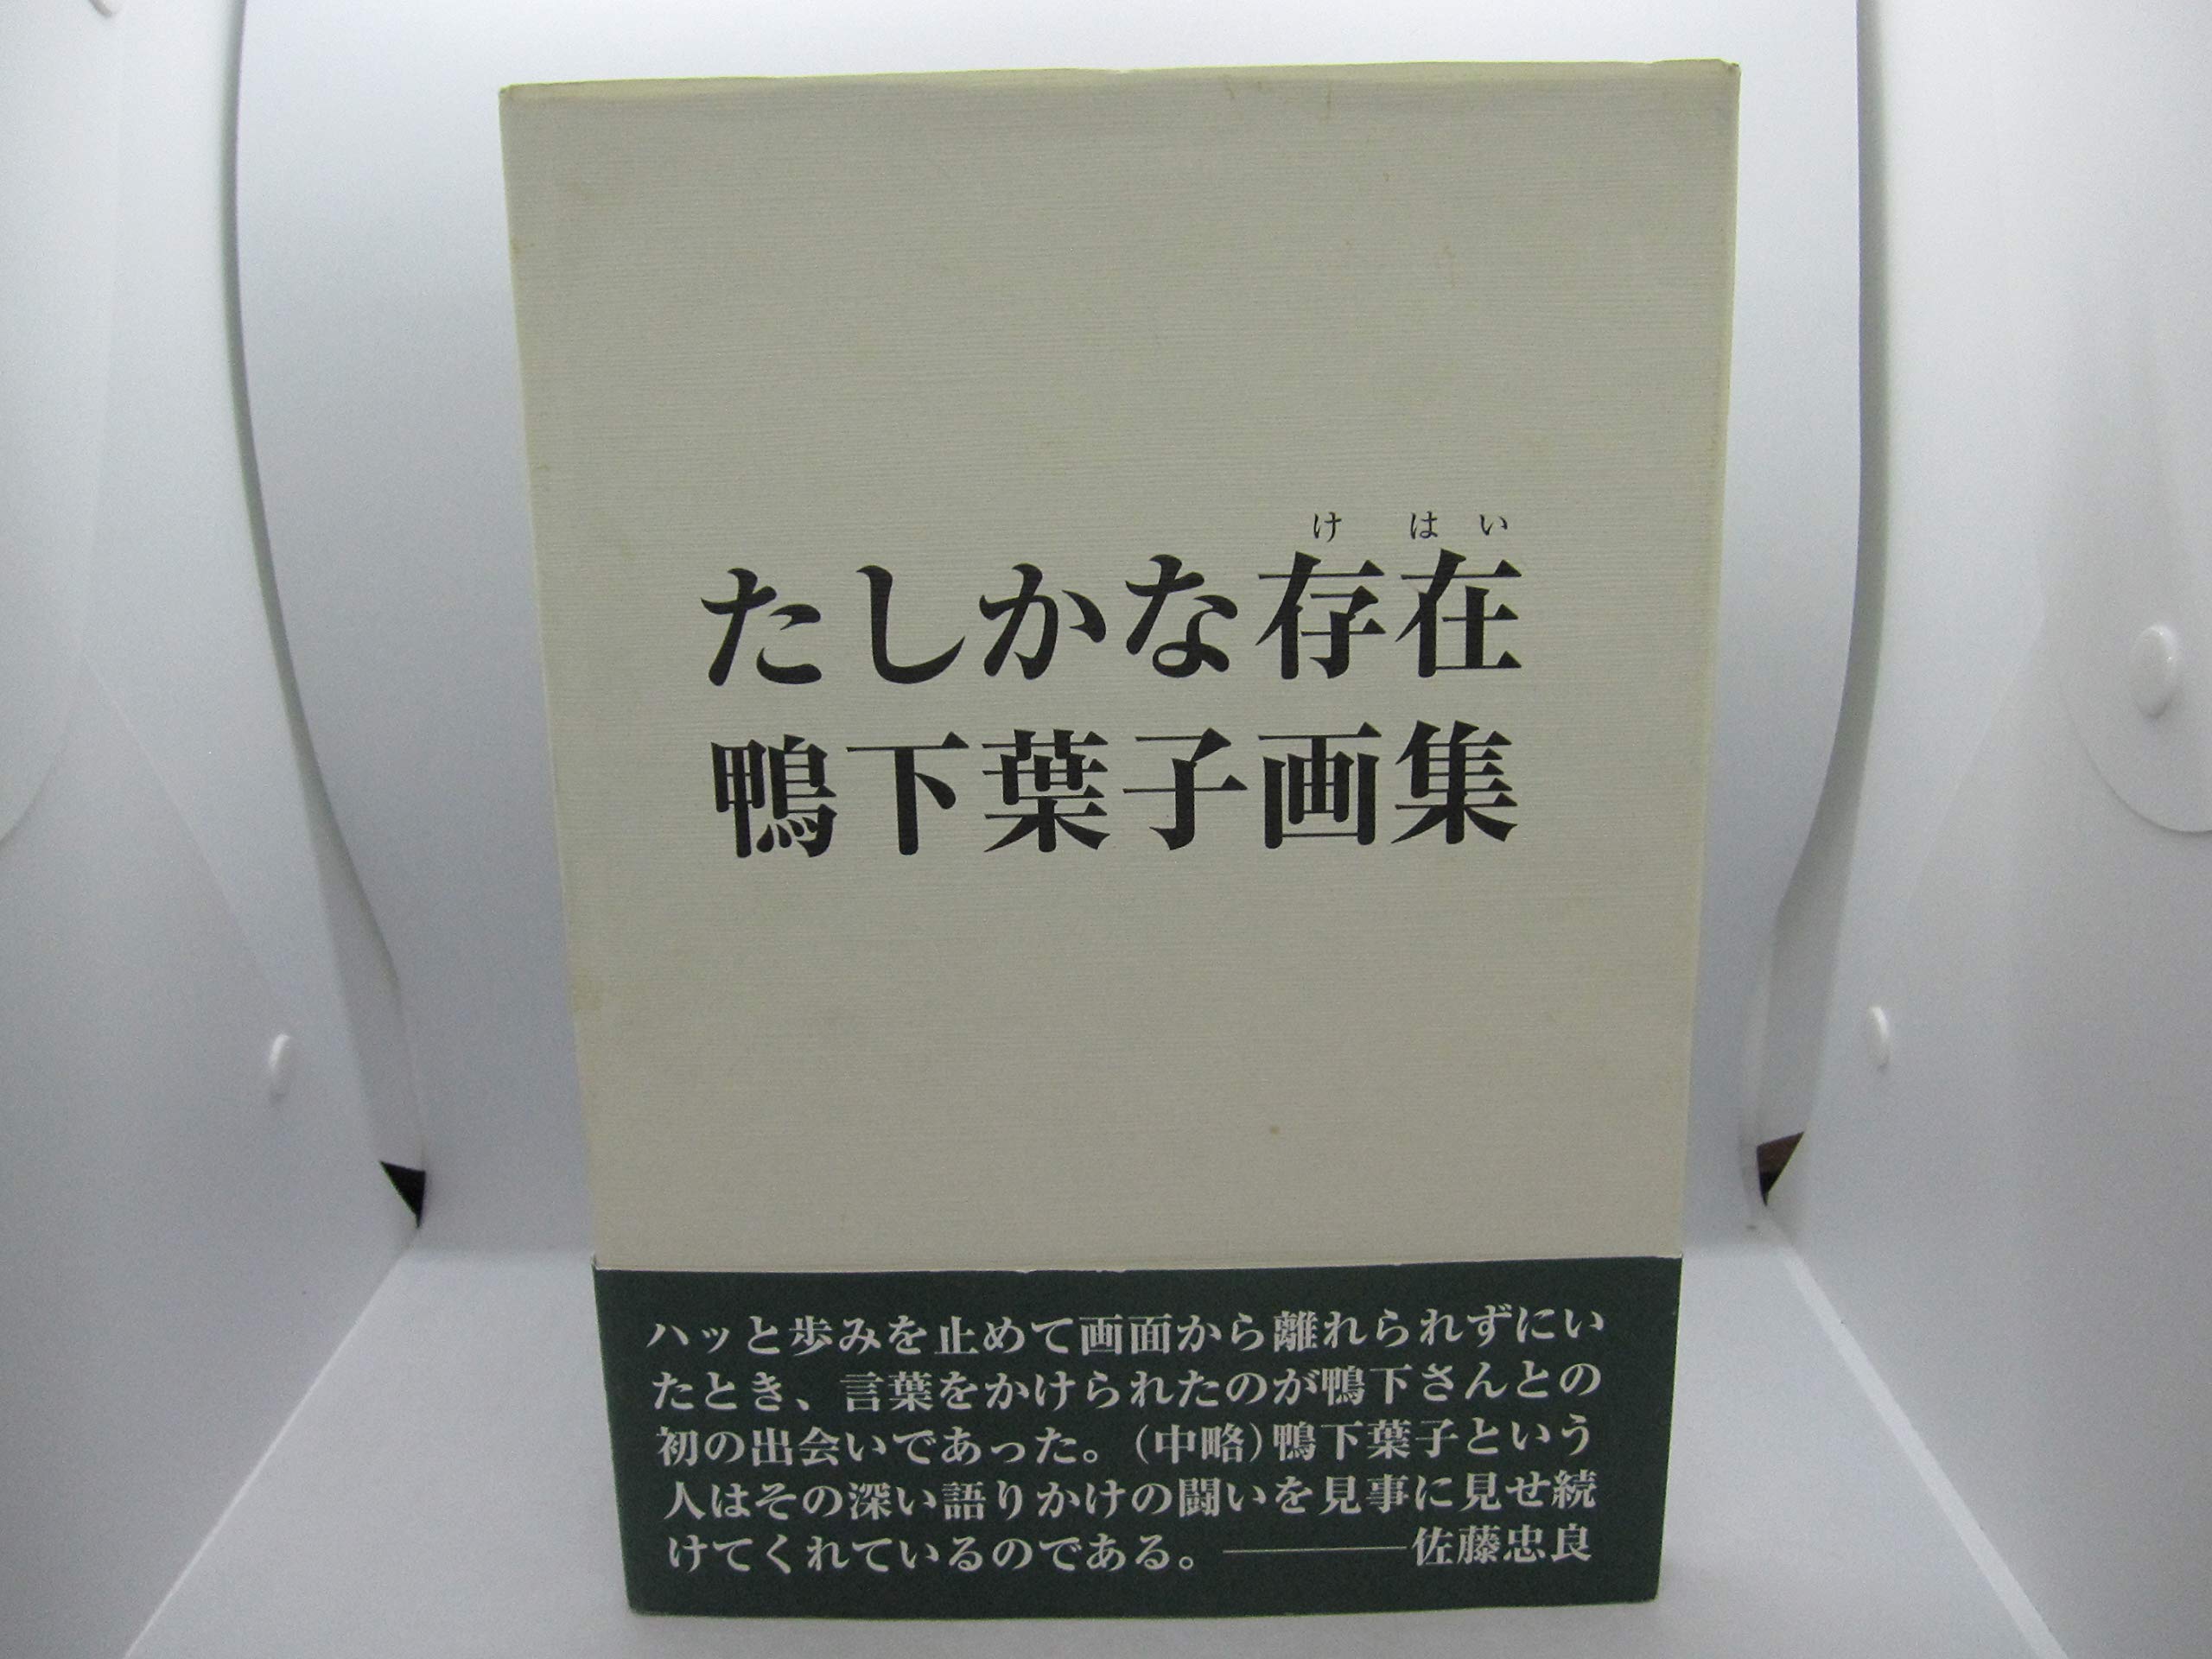 けはい
たしかな存在
鴨下葉子画集
ハッと歩みを止めて画面から離れられずにい
たとき、言葉をかけられたのが鴨下さんとの
初の出会いであった。(中略)鴨下葉子という
人はその深い語りかけの闘いを見事に見せ続
けてくれているのである。――――佐藤忠良